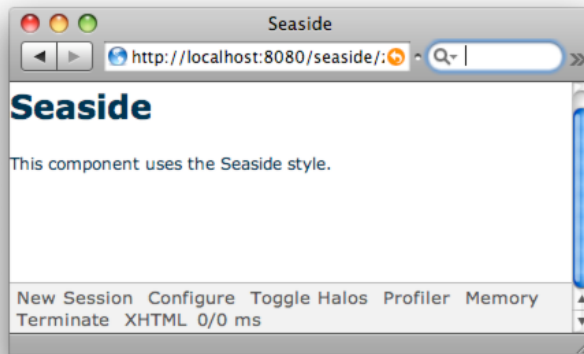 Seaside
http://localhost:8080/seaside/
Seaside
This component uses the Seaside style.
New Session Configure Toggle Halos Profiler Memory
Terminate XHTML 0/0 ms